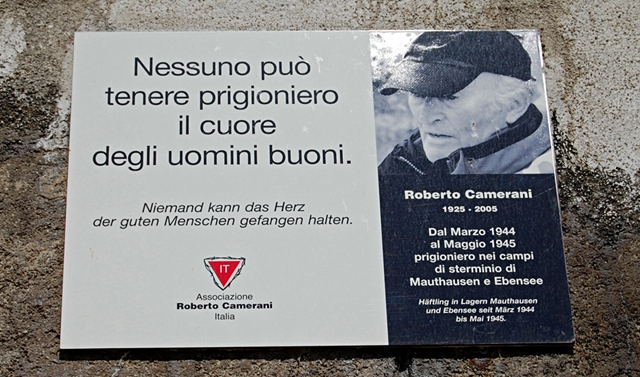 Nessuno può
tenere prigioniero
il cuore
degli uomini buoni.
Niemand kann das Herz
der guten Menschen gefangen halten.
IT
Associazione
Roberto Camerani
Italia
Roberto Camerani
1925 - 2005
Dal Marzo 1944
al Maggio 1945
prigioniero nei campi
di sterminio di
Mauthausen e Ebensee
Häftling in Lagern Mauthausen
und Ebensee seit März 1944
bis Mai 1945.